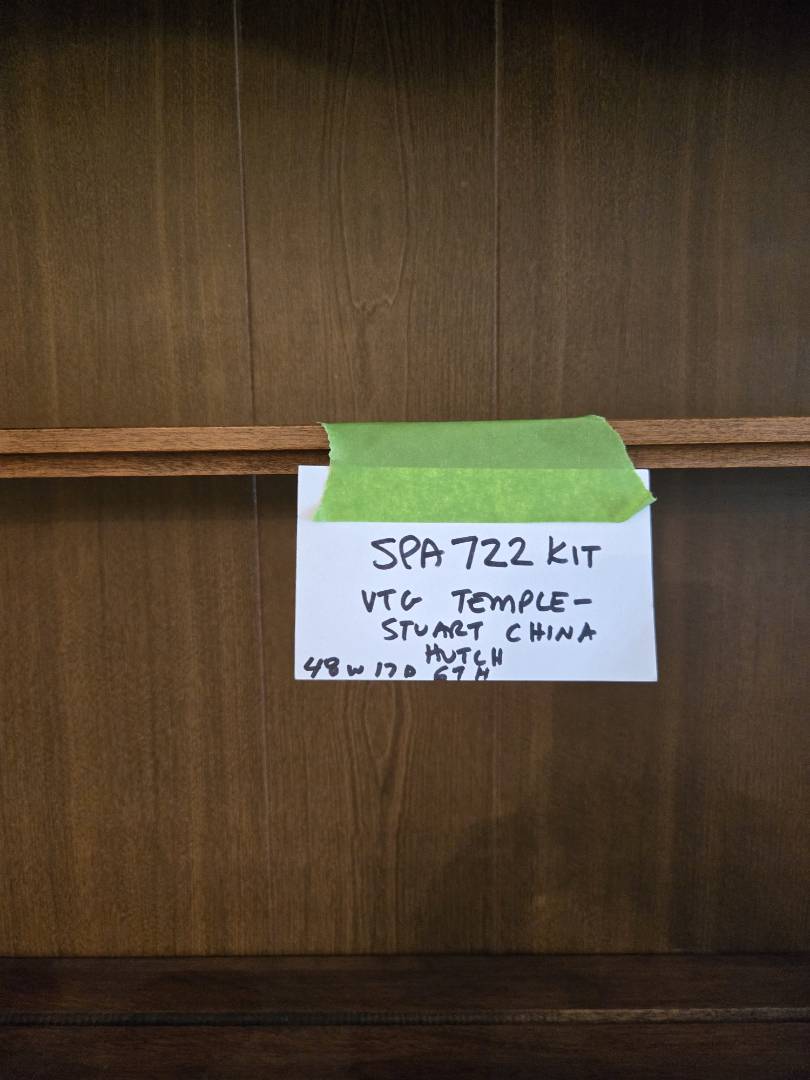 SPA 722 KIT
VTG TEMPLE-
STUART CHINA
HUTCH
48 W 17 D 67 H